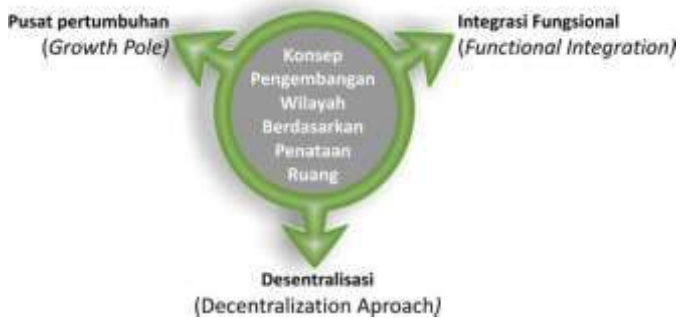 Pusat pertumbuhan
(Growth Pole)
Integrasi Fungsional
(Functional Integration)
Konsep
Pengembangan
Wilayah
Berdasarkan
Penataan
Ruang
Desentralisasi
(Decentralization Aproach)